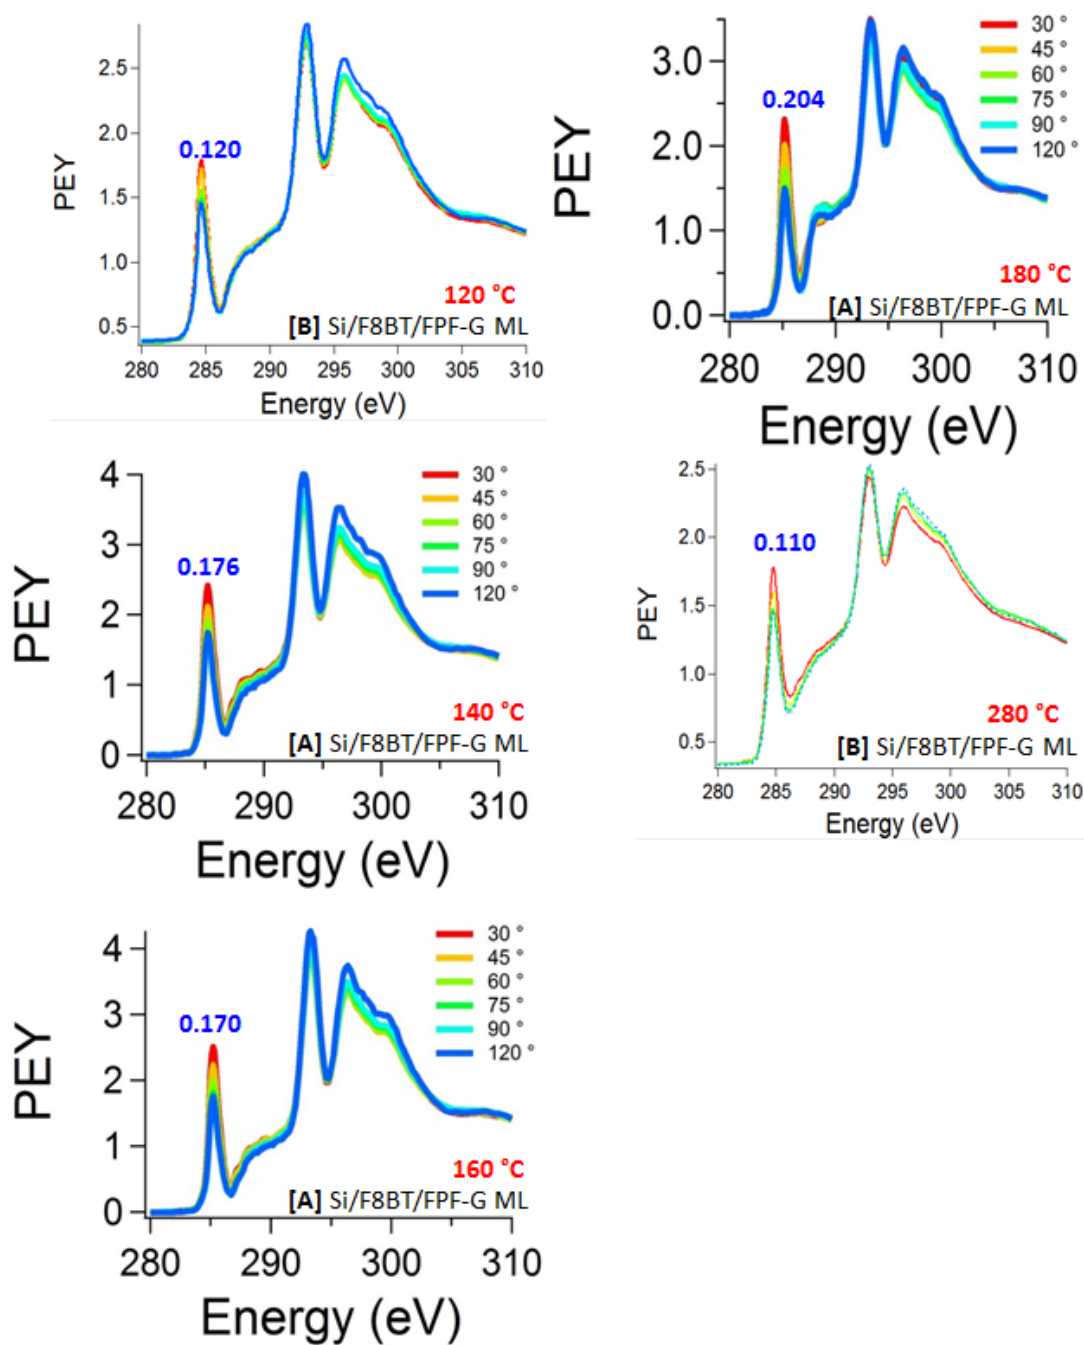 2.5
2.0
1.5
1.0
0.5
PEY
0.120
120 °C
[B] Si/F8BT/FPF-G ML
280 285 290 295 300 305 310
Energy (eV)
3.0
2.0
1.0
0.0
PEY
0.204
30 °
45 °
60 °
75 °
90 °
120 °
180 °C
[A] Si/F8BT/FPF-G ML
280 290 300 310
Energy (eV)
4
3
2
1
0
PEY
0.176
30 °
45 °
60 °
75 °
90 °
120 °
140 °C
[A] Si/F8BT/FPF-G ML
280 290 300 310
Energy (eV)
2.5
2.0
1.5
1.0
0.5
PEY
0.110
280 °C
[B] Si/F8BT/FPF-G ML
280 285 290 295 300 305 310
Energy (eV)
4
3
2
1
0
PEY
0.170
30 °
45 °
60 °
75 °
90 °
120 °
160 °C
[A] Si/F8BT/FPF-G ML
280 290 300 310
Energy (eV)